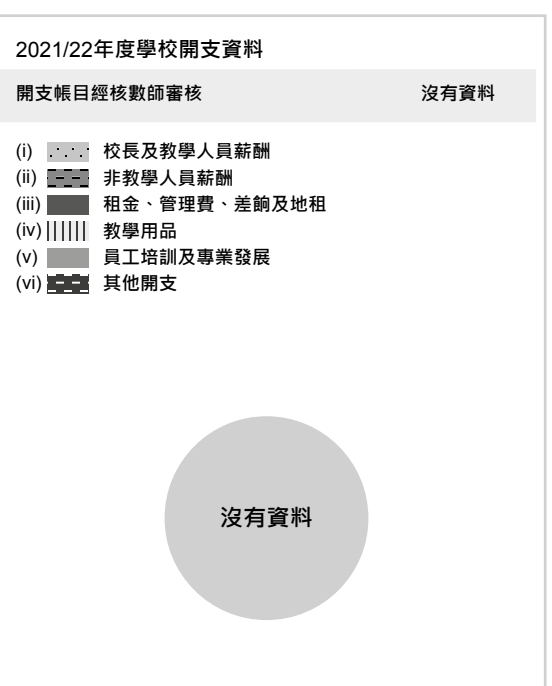 2021/22年度學校開支資料
開支帳目經核數師審核 沒有資料
(i) 校長及教學人員薪酬
(ii) 非教學人員薪酬
(iii) 租金、管理費、差餉及地租
(iv) 教學用品
(v) 員工培訓及專業發展
(vi) 其他開支
沒有資料